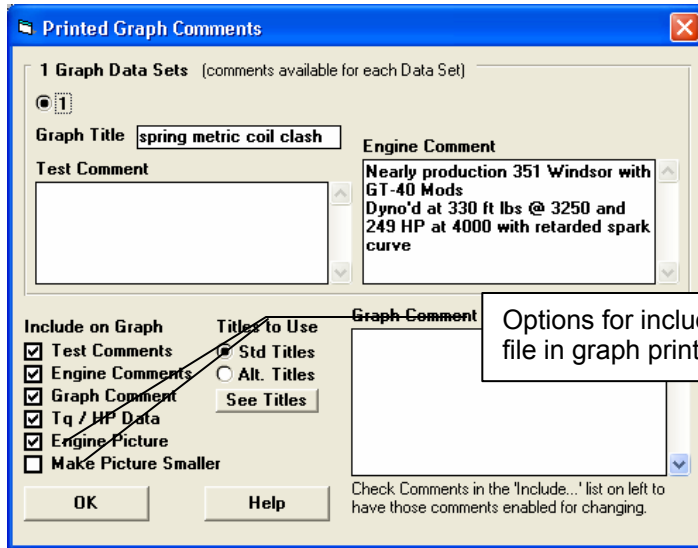 Printed Graph Comments
1 Graph Data Sets (comments available for each Data Set)
1
Graph Title spring metric coil clash
Test Comment
Engine Comment
Nearly production 351 Windsor with
GT-40 Mods
Dyno'd at 330 ft lbs @ 3250 and
249 HP at 4000 with retarded spark
curve
Include on Graph
Test Comments
Engine Comments
Graph Comment
Tq / HP Data
Engine Picture
Make Picture Smaller
Titles to Use
Std Titles
Alt. Titles
See Titles
Graph Comment
Options for
file in graph
OK
Help
Check Comments in the 'Include...' list on left to
have those comments enabled for changing.